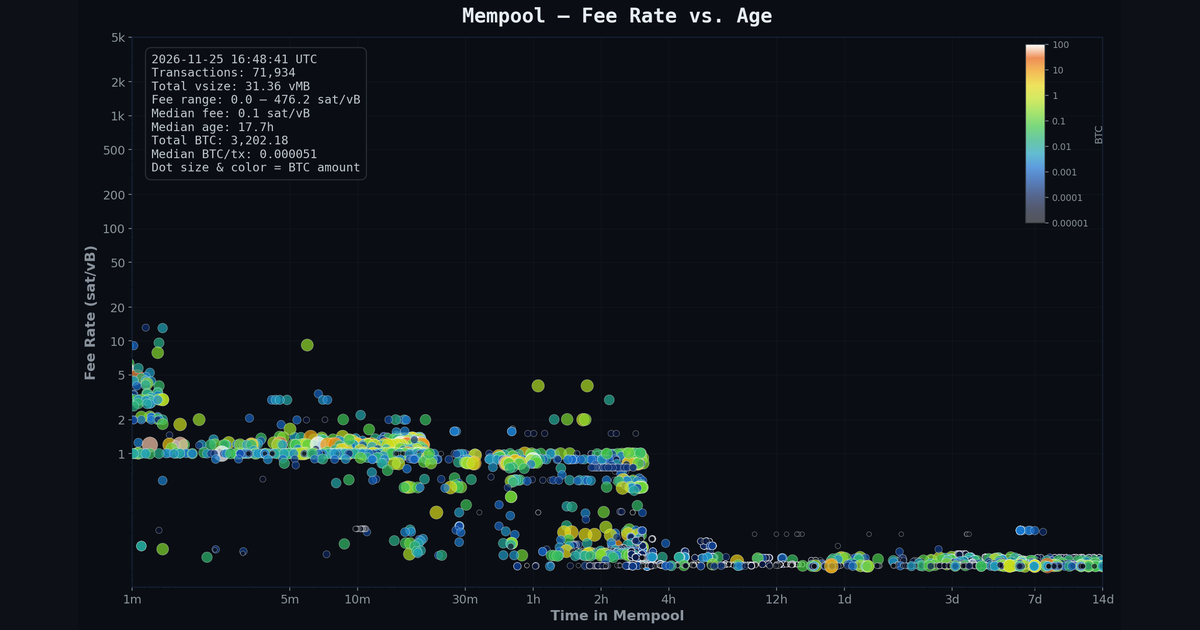 Mempool — Fee Rate vs. Age
2026-11-25 16:48:41 UTC
Transactions: 71,934
Total vsize: 31.36 vMB
Fee range: 0.0 – 476.2 sat/vB
Median fee: 0.1 sat/vB
Median age: 17.7h
Total BTC: 3,202.18
Median BTC/tx: 0.000051
Dot size & color = BTC amount
100
10
1
0.1
0.01
0.001
0.0001
0.00001
BTC
Fee Rate (sat/vB)
5k
2k
1k
500
200
100
50
20
10
5
2
1
1m
5m
10m
30m
1h
2h
4h
12h
1d
3d
7d
14d
Time in Mempool